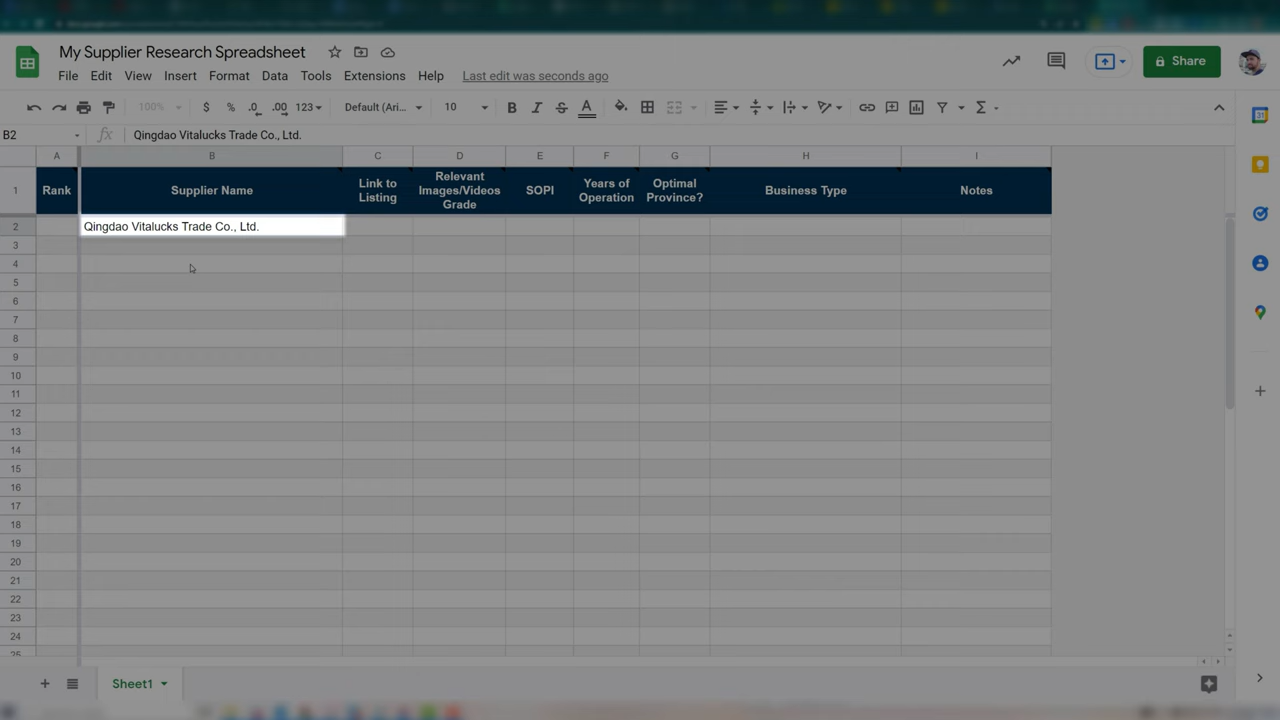 My Supplier Research Spreadsheet
File Edit View Insert Format Data Tools Extensions Help Last edit was seconds ago
Share
100% $ % .0 .00 123 Default (Ari... 10 B I S A
B2 fx Qingdao Vitalucks Trade Co., Ltd.
A B C D E F G H I
1 Rank Supplier Name Link to Listing Relevant Images/Videos Grade SOPI Years of Operation Optimal Province? Business Type Notes
2 Qingdao Vitalucks Trade Co., Ltd.
3
4
5
6
7
8
9
10
11
12
13
14
15
16
17
18
19
20
21
22
23
24
25
Sheet1